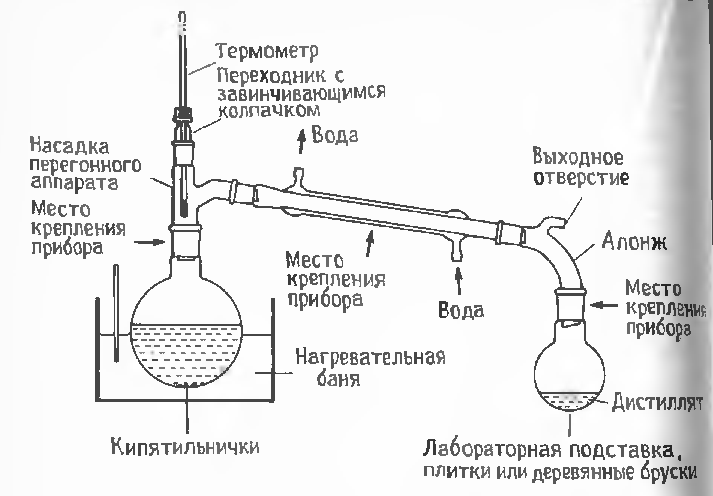 Термометр
Переходник с
завинчивающимся
колпачком
Вода
Насадка
перегонного
аппарата
Выходное
отверстие
Место
крепления
прибора
Алонж
Место
крепления
прибора
Вода
Место
крепления
прибора
Нагревательная
баня
Дистиллят
Кипятильнички
Лабораторная подставка,
плитки или деревянные бруски